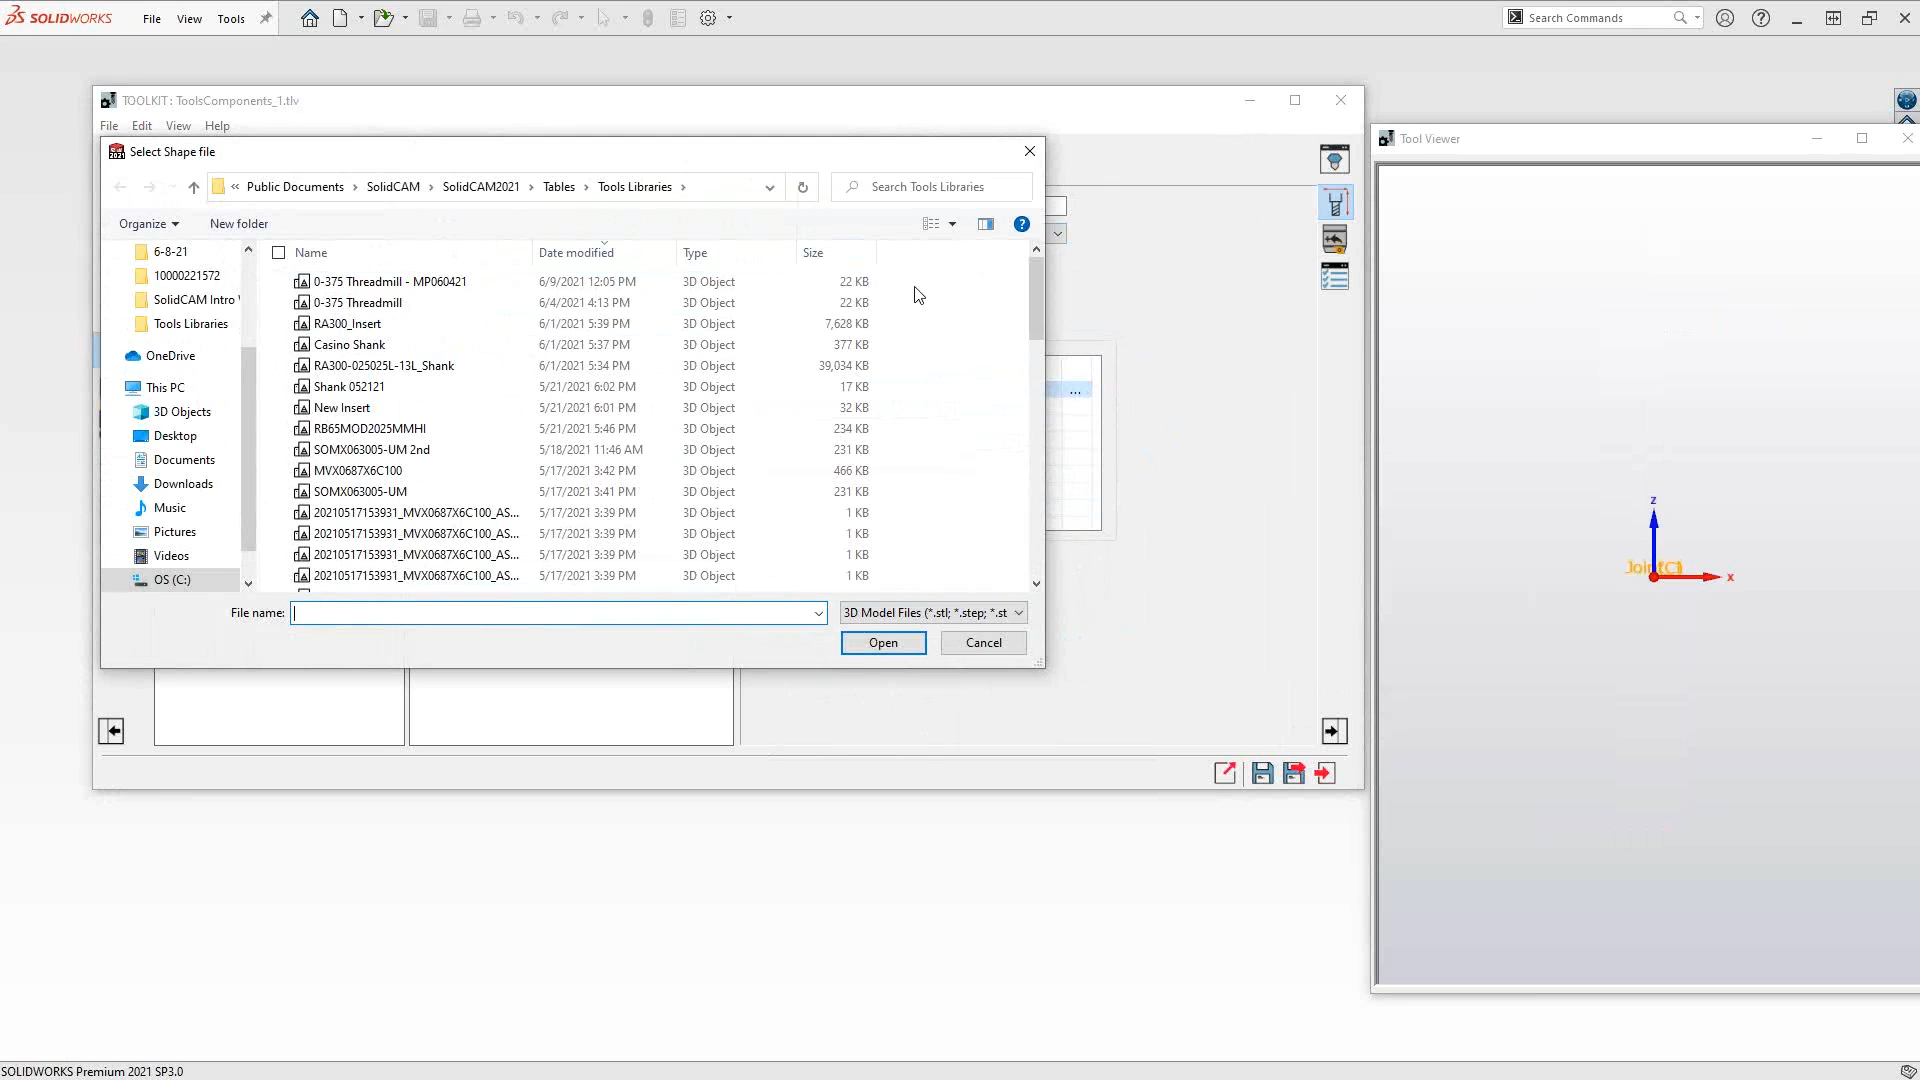 SOLIDWORKS File View Tools Search Commands
TOOLKIT : ToolsComponents_1.tlv
File Edit View Help
Tool Viewer
Select Shape file
« Public Documents › SolidCAM › SolidCAM2021 › Tables › Tools Libraries › Search Tools Libraries
Organize New folder
Name Date modified Type Size
6-8-21
10000221572
SolidCAM Intro
Tools Libraries
OneDrive
This PC
3D Objects
Desktop
Documents
Downloads
Music
Pictures
Videos
OS (C:)
0-375 Threadmill - MP060421 6/9/2021 12:05 PM 3D Object 22 KB
0-375 Threadmill 6/4/2021 4:13 PM 3D Object 22 KB
RA300_Insert 6/1/2021 5:39 PM 3D Object 7,628 KB
Casino Shank 6/1/2021 5:37 PM 3D Object 377 KB
RA300-025025L-13L_Shank 6/1/2021 5:34 PM 3D Object 39,034 KB
Shank 052121 5/21/2021 6:02 PM 3D Object 17 KB
New Insert 5/21/2021 6:01 PM 3D Object 32 KB
RB65MOD2025MMHI 5/21/2021 5:46 PM 3D Object 234 KB
SOMX063005-UM 2nd 5/18/2021 11:46 AM 3D Object 231 KB
MVX0687X6C100 5/17/2021 3:42 PM 3D Object 466 KB
SOMX063005-UM 5/17/2021 3:41 PM 3D Object 231 KB
20210517153931_MVX0687X6C100_AS... 5/17/2021 3:39 PM 3D Object 1 KB
20210517153931_MVX0687X6C100_AS... 5/17/2021 3:39 PM 3D Object 1 KB
20210517153931_MVX0687X6C100_AS... 5/17/2021 3:39 PM 3D Object 1 KB
20210517153931_MVX0687X6C100_AS... 5/17/2021 3:39 PM 3D Object 1 KB
File name: 3D Model Files (*.stl; *.step; *.st
Open Cancel
...
z
x
SOLIDWORKS Premium 2021 SP3.0